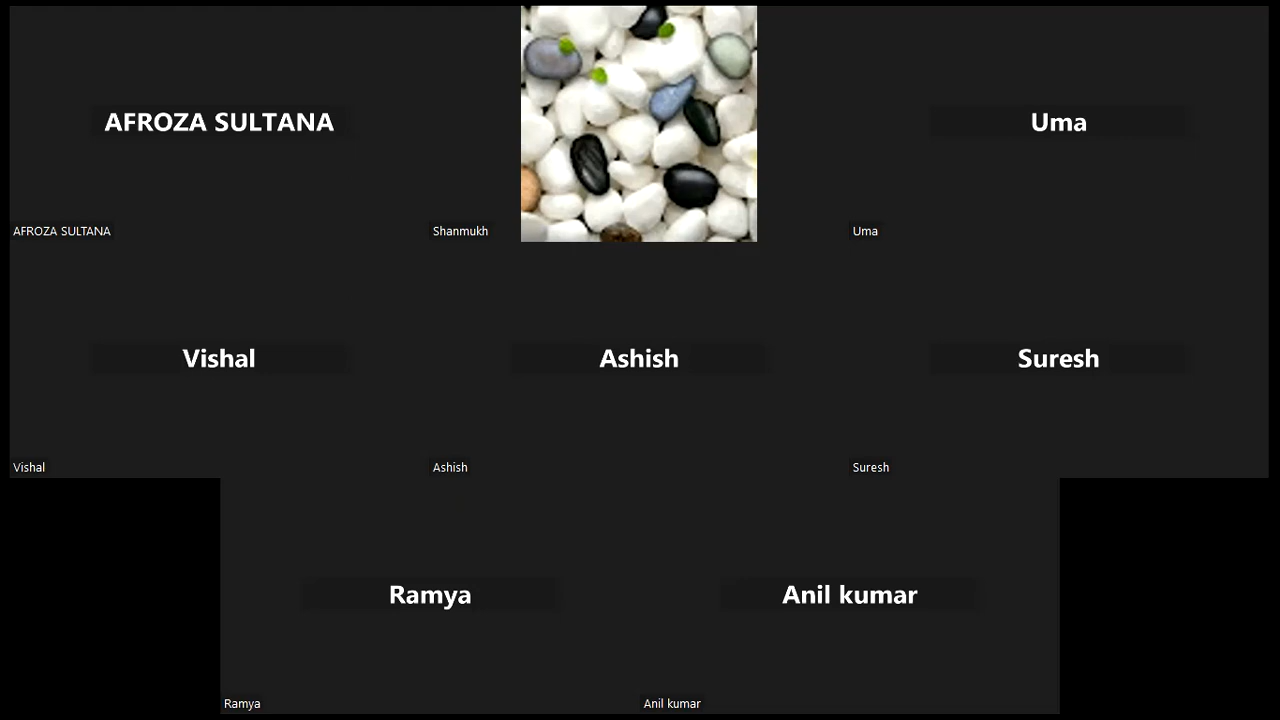 AFROZA SULTANA
Uma
AFROZA SULTANA
Shanmukh
Uma
Vishal
Ashish
Suresh
Vishal
Ashish
Suresh
Ramya
Anil kumar
Ramya
Anil kumar